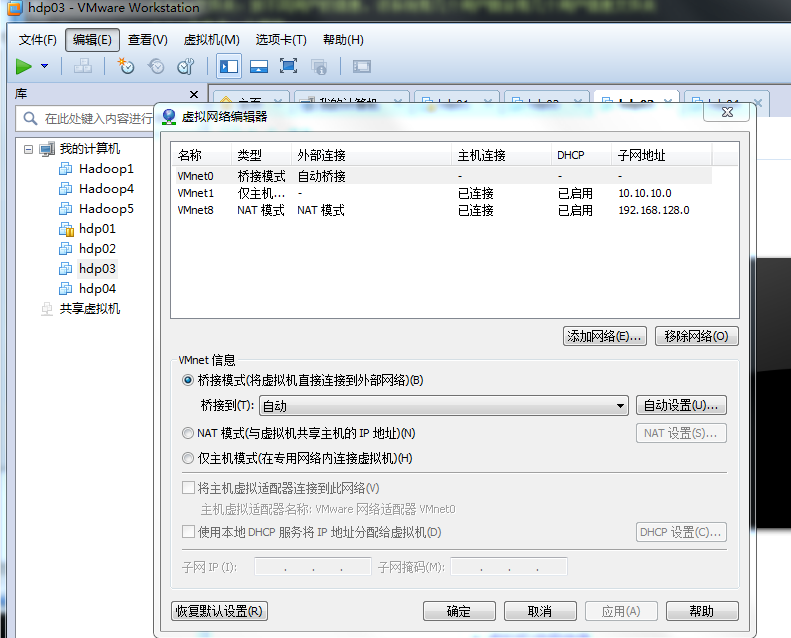 hdp03 - VMware Workstation
文件(F) 编辑(E) 查看(V) 虚拟机(M) 选项卡(T) 帮助(H)
库
在此处键入内容进行
我的计算机
Hadoop1
Hadoop4
Hadoop5
hdp01
hdp02
hdp03
hdp04
共享虚拟机
虚拟网络编辑器
名称 类型 外部连接 主机连接 DHCP 子网地址
VMnet0 桥接模式 自动桥接 - - -
VMnet1 仅主机... - 已连接 已启用 10.10.10.0
VMnet8 NAT 模式 NAT 模式 已连接 已启用 192.168.128.0
添加网络(E)... 移除网络(O)
VMnet 信息
桥接模式(将虚拟机直接连接到外部网络)(B)
桥接到(T): 自动 自动设置(U)...
NAT 模式(与虚拟机共享主机的 IP 地址)(N) NAT 设置(S)...
仅主机模式(在专用网络内连接虚拟机)(H)
将主机虚拟适配器连接到此网络(V)
主机虚拟适配器名称: VMware 网络适配器 VMnet0
使用本地 DHCP 服务将 IP 地址分配给虚拟机(D) DHCP 设置(C)...
子网 IP (I): . . . 子网掩码(M): . . .
恢复默认设置(R) 确定 取消 应用(A) 帮助